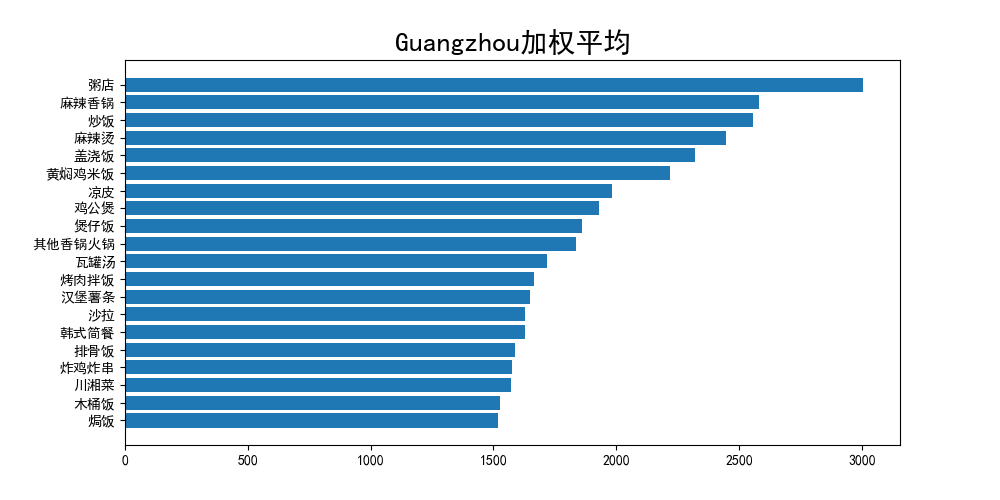 Guangzhou加权平均
粥店
麻辣香锅
炒饭
麻辣烫
盖浇饭
黄焖鸡米饭
凉皮
鸡公煲
煲仔饭
其他香锅火锅
瓦罐汤
烤肉拌饭
汉堡薯条
沙拉
韩式简餐
排骨饭
炸鸡炸串
川湘菜
木桶饭
焗饭
0 500 1000 1500 2000 2500 3000